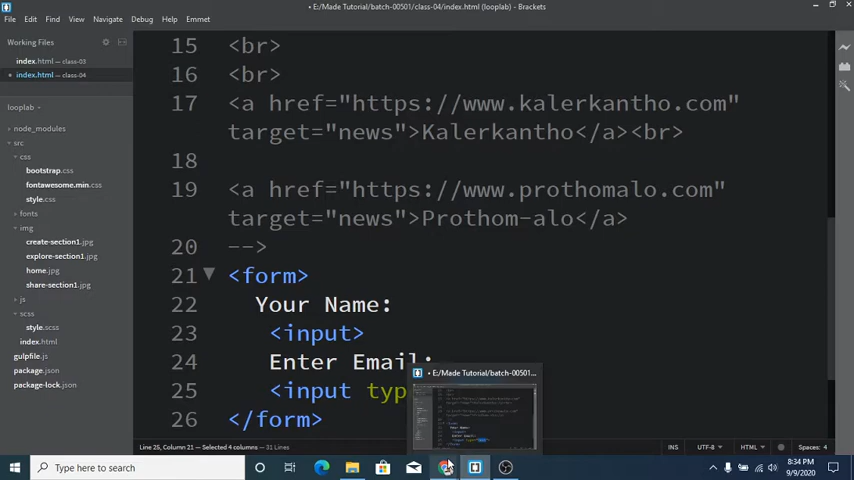 • E:/Made Tutorial/batch-00501/class-04/index.html (looplab) - Brackets
File Edit Find View Navigate Debug Help Emmet
Working Files
index.html — class-03
• index.html — class-04
looplab
node_modules
src
css
bootstrap.css
fontawesome.min.css
style.css
fonts
img
create-section1.jpg
explore-section1.jpg
home.jpg
share-section1.jpg
js
scss
style.scss
index.html
gulpfile.js
package.json
package-lock.json
15 <br>
16 <br>
17 <a href="https://www.kalerkantho.com"
target="news">Kalerkantho</a><br>
18
19 <a href="https://www.prothomalo.com"
target="news">Prothom-alo</a>
20 -->
21 <form>
22 Your Name:
23 <input>
24 Enter Email:
25 <input typ
26 </form>
• E:/Made Tutorial/batch-00501...
Line 25, Column 21 — Selected 4 columns — 31 Lines
INS UTF-8 HTML Spaces: 4
Type here to search
8:34 PM
9/9/2020